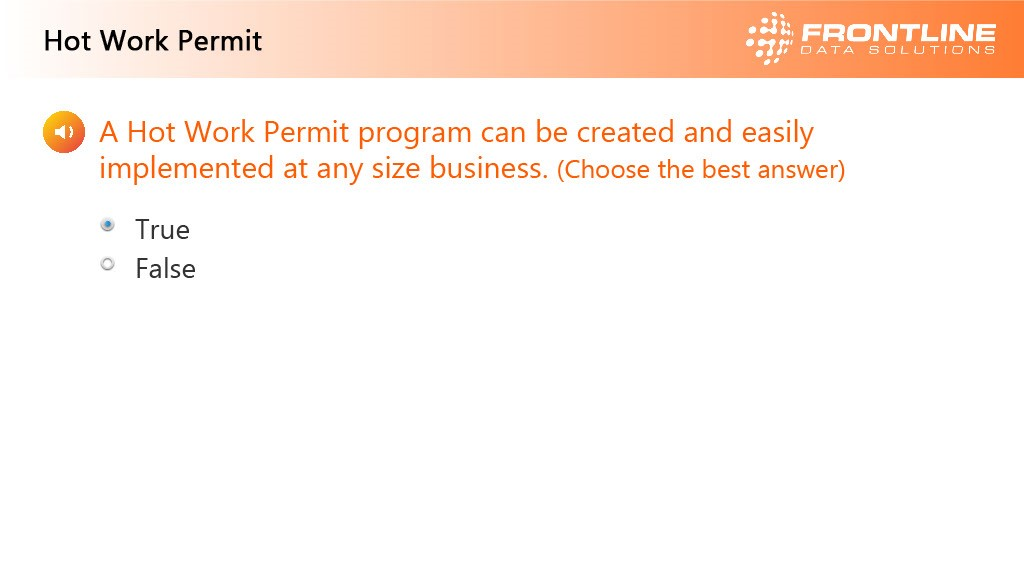 Hot Work Permit
FRONTLINE
DATA SOLUTIONS
A Hot Work Permit program can be created and easily
implemented at any size business. (Choose the best answer)
True
False